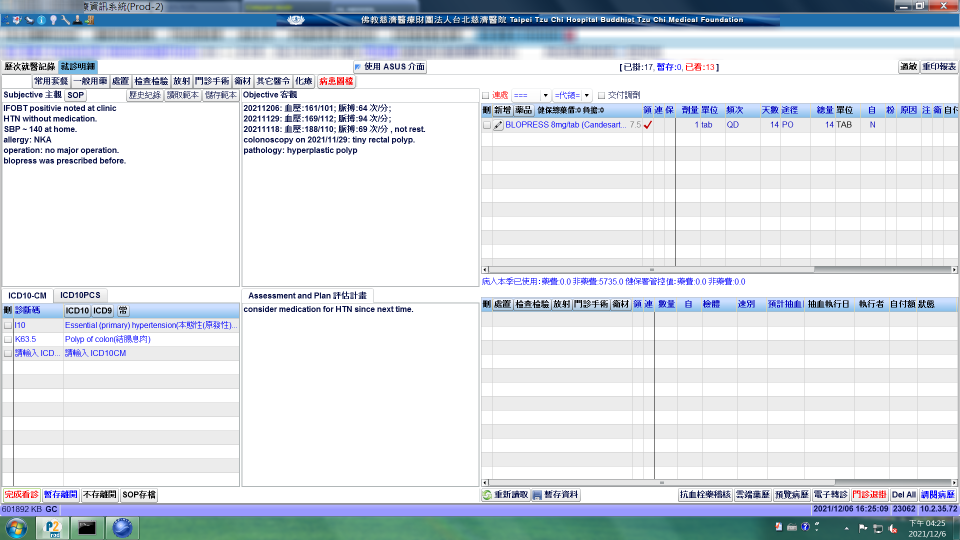 療資訊系統(Prod-2)
佛教慈濟醫療財團法人台北慈濟醫院 Taipei Tzu Chi Hospital Buddhist Tzu Chi Medical Foundation
歷次就醫記錄 就診明細 使用 ASUS 介面 [已掛:17, 暫存:0, 已看:13] 過敏 重印報表
常用套餐 一般用藥 處置 檢查檢驗 放射 門診手術 衛材 其它醫令 化療 病患圖檔
Subjective 主觀 SOP 歷史紀錄 讀取範本 儲存範本
IFOBT positivie noted at clinic
HTN without medication.
SBP ~ 140 at home.
allergy: NKA
operation: no major operation.
biopress was prescribed before.
Objective 客觀
20211206: 血壓:161/101; 脈搏:64 次/分;
20211129: 血壓:169/112; 脈搏:94 次/分;
20211118: 血壓:188/110; 脈搏:69 次/分 , not rest.
colonoscopy on 2021/11/29: tiny rectal polyp.
pathology: hyperplastic polyp
連處 === =代碼= 交付調劑
刪 新增 藥品 健保總藥價:0 負擔:0 領 連 保 劑量 單位 頻次 天數 途徑 總量 單位 自 粉 原因 注 衛 自付
BLOPRESS 8mg/tab (Candesart... 7.5 1 tab QD 14 PO 14 TAB N
病人本季已使用: 藥費:0.0 非藥費:5735.0 健保署管控值: 藥費:0.0 非藥費:0.0
ICD10-CM ICD10PCS
刪 診斷碼 ICD10 ICD9 常
I10 Essential (primary) hypertension(本態性(原發性)...
K63.5 Polyp of colon(結腸息肉)
請輸入 ICD... 請輸入 ICD10CM
Assessment and Plan 評估計畫
consider medication for HTN since next time.
刪 處置 檢查檢驗 放射 門診手術 衛材 領 連 數量 自 檢體 速別 預計抽血 抽血執行日 執行者 自付額 狀態
完成看診 暫存離開 不存離開 SOP存檔
重新讀取 暫存資料 抗血栓藥稽核 雲端藥歷 預覽病歷 電子轉診 門診退掛 Del All 調閱病歷
601892 KB GC 2021/12/06 16:25:09 23062 10.2.35.72
下午 04:25
2021/12/6